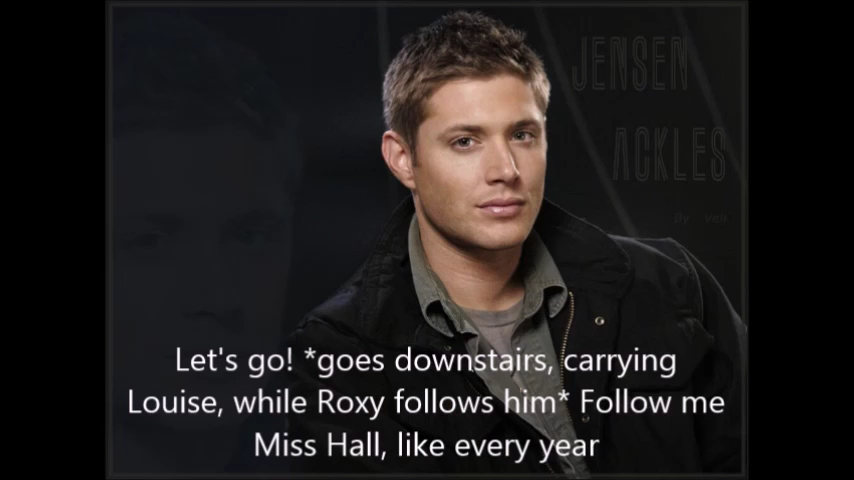 JENSEN
ACKLES
Let's go! *goes downstairs, carrying
Louise, while Roxy follows him* Follow me
Miss Hall, like every year